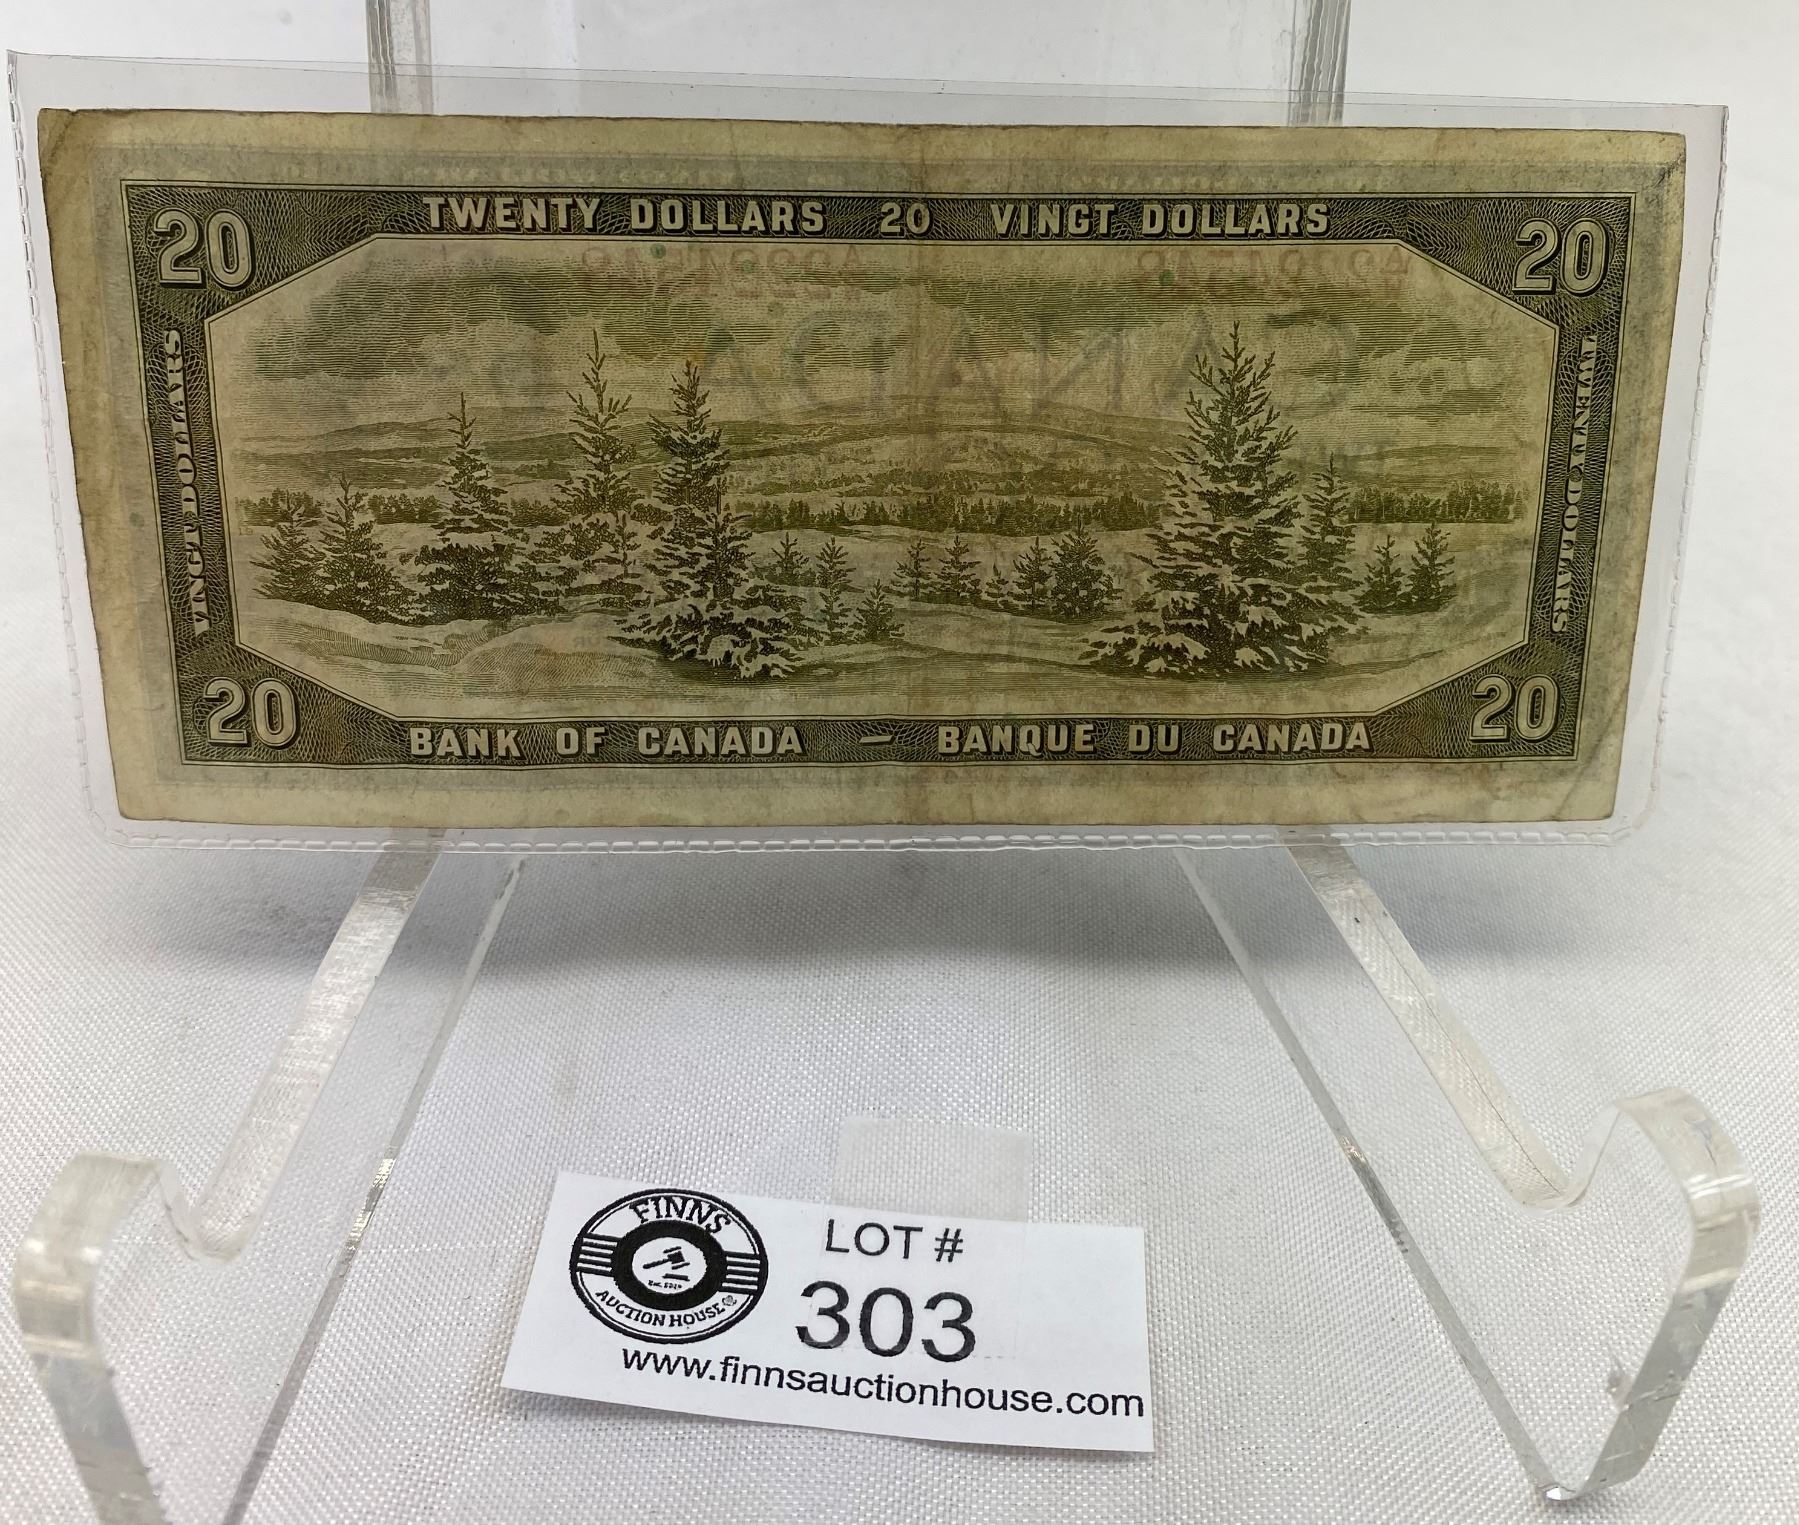 TWENTY DOLLARS 20 VINGT DOLLARS
20
20
VINGT DOLLARS
TWENTY DOLLARS
CANADA
20
20
BANK OF CANADA — BANQUE DU CANADA
FINNS
AUCTION HOUSE
LOT #
303
www.finnsauctionhouse.com